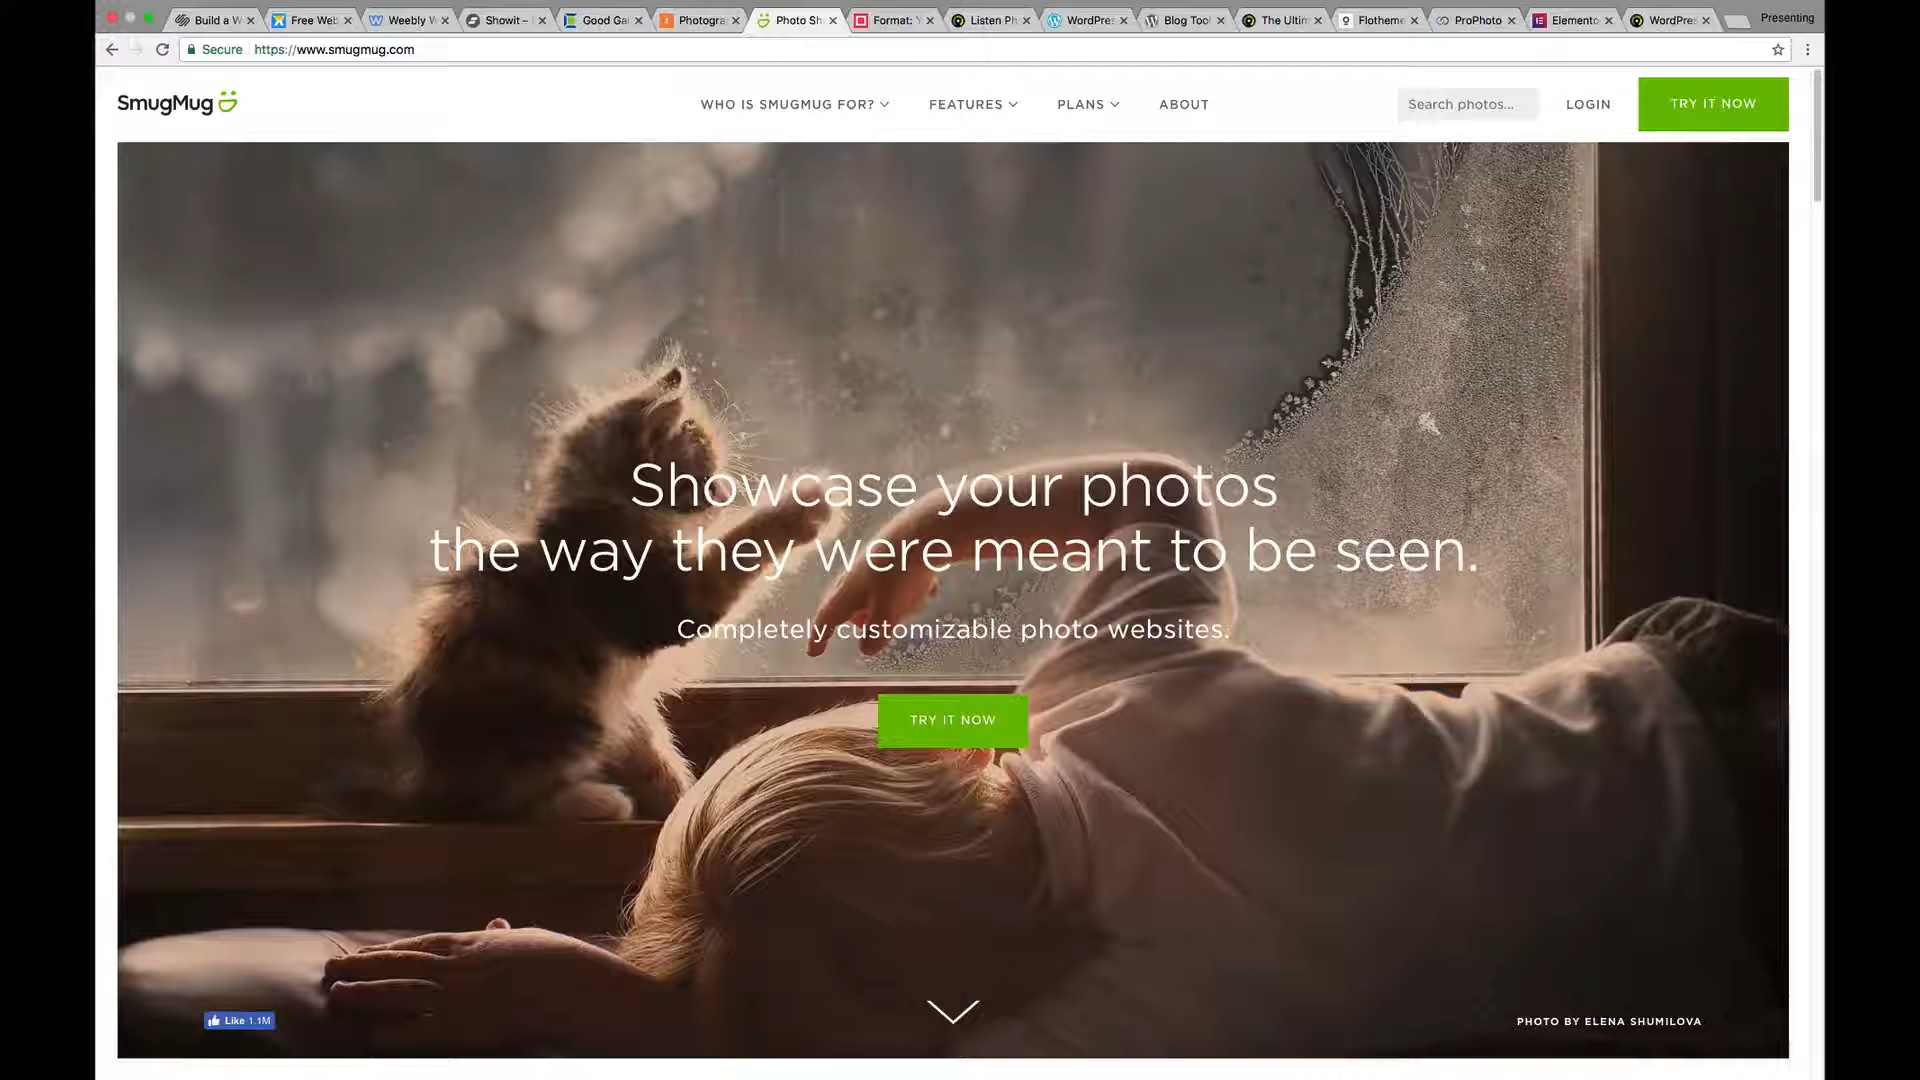 Build a W
Free Web
Weebly W
Showit –
Good Ga
Photogra
Photo Sh
Format: Y
Listen Ph
WordPres
Blog Tool
The Ultim
Flotheme
ProPhoto
Elemento
WordPres
Presenting
Secure https://www.smugmug.com
SmugMug
WHO IS SMUGMUG FOR? FEATURES PLANS ABOUT
Search photos... LOGIN TRY IT NOW
Showcase your photos
the way they were meant to be seen.
Completely customizable photo websites.
TRY IT NOW
Like 1.1M
PHOTO BY ELENA SHUMILOVA